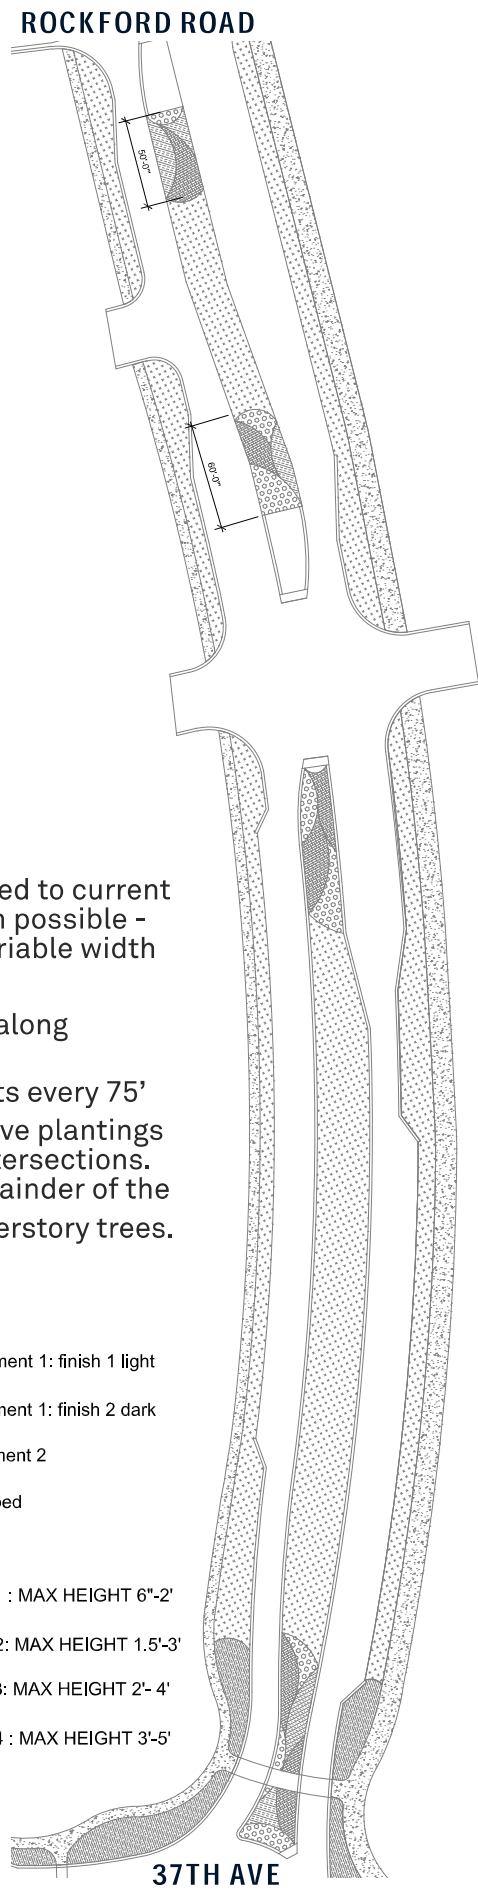 ROCKFORD ROAD
50'-0"
60'-0"
ed to current
n possible -
riable width
along
ts every 75'
ve plantings
tersections.
ainder of the
erstory trees.
ment 1: finish 1 light
ment 1: finish 2 dark
ment 2
ped
: MAX HEIGHT 6"-2'
2: MAX HEIGHT 1.5'-3'
3: MAX HEIGHT 2'- 4'
4 : MAX HEIGHT 3'-5'
37TH AVE